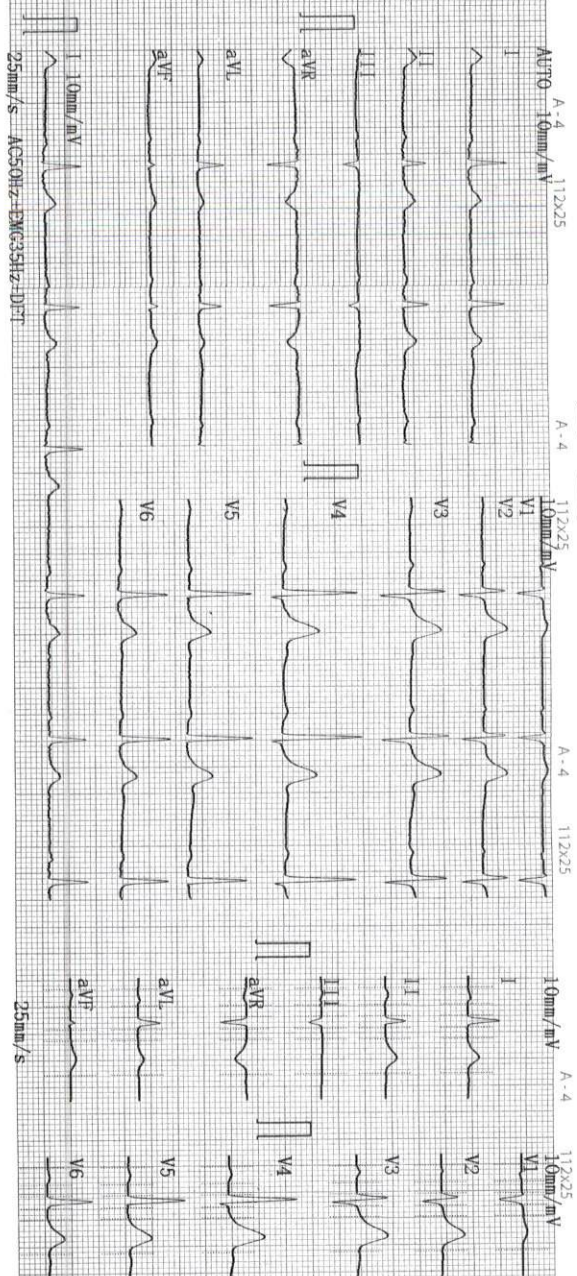 A-4 112x25 A-4 112x25 A-4 112x25 A-4 112x25
AUTO 10mm/mV 10mm/mV 10mm/mV 10mm/mV
I V1 I V1
II V2 II V2
III V3 III V3
aVR V4 aVR V4
aVL V5 aVL V5
aVF V6 aVF V6
I 10mm/mV
25mm/s AC50Hz+EMG35Hz+DFT 25mm/s